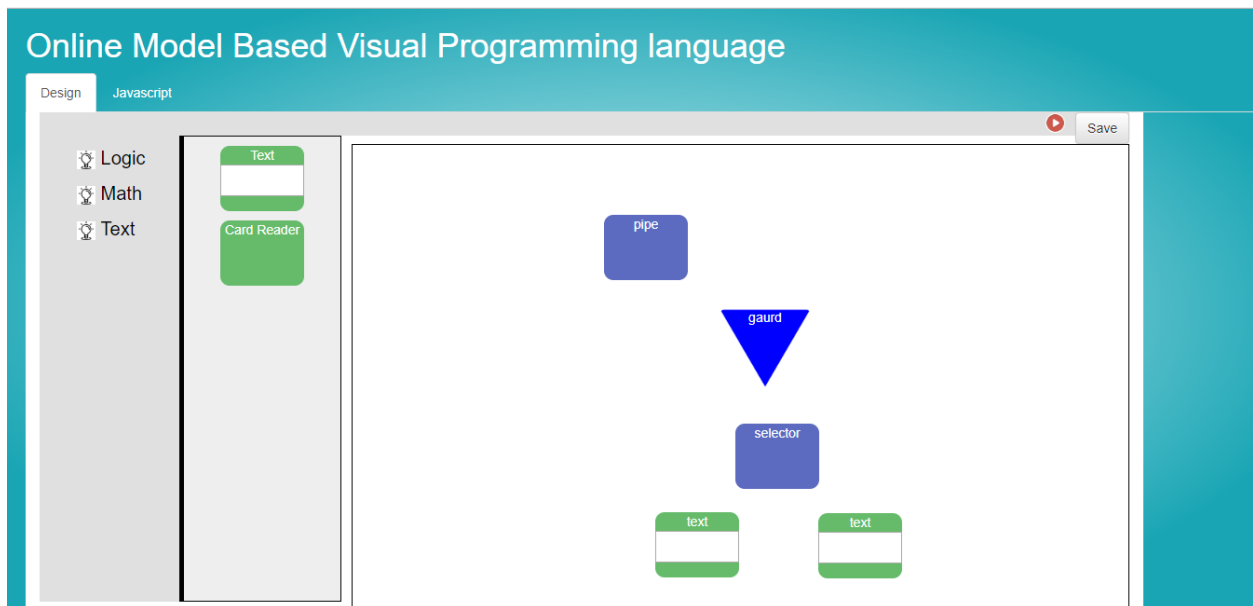 Online Model Based Visual Programming language
Design
Javascript
Save
Logic
Math
Text
Text
Card Reader
pipe
gaurd
selector
text
text